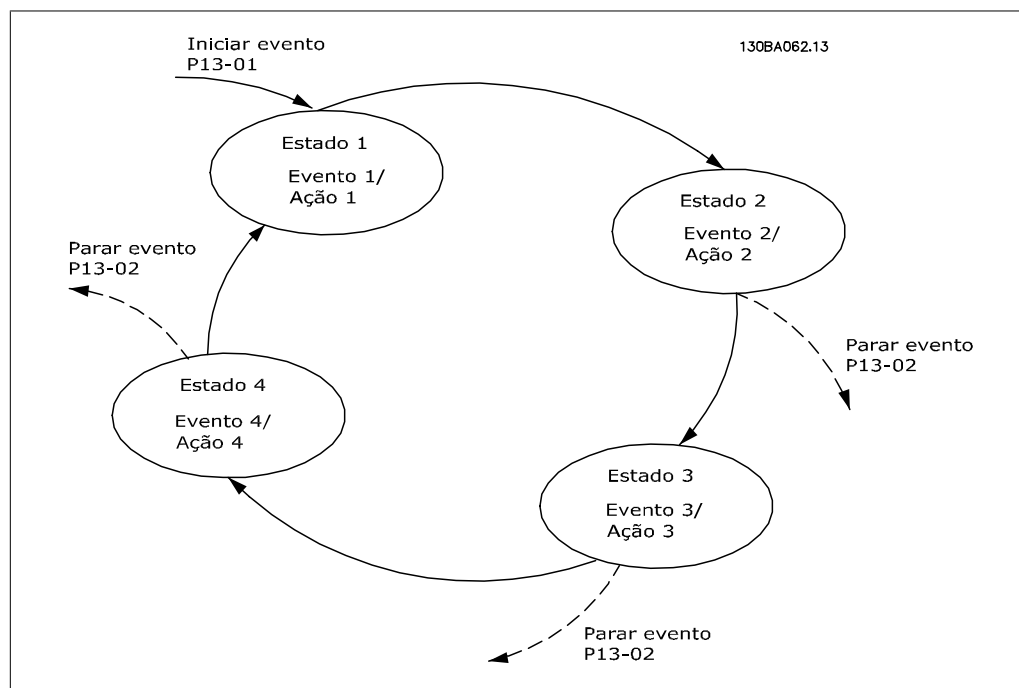 Iniciar evento
P13-01
130BA062.13
Estado 1
Evento 1/
Ação 1
Estado 2
Evento 2/
Ação 2
Parar evento
P13-02
Parar evento
P13-02
Estado 4
Evento 4/
Ação 4
Estado 3
Evento 3/
Ação 3
Parar evento
P13-02